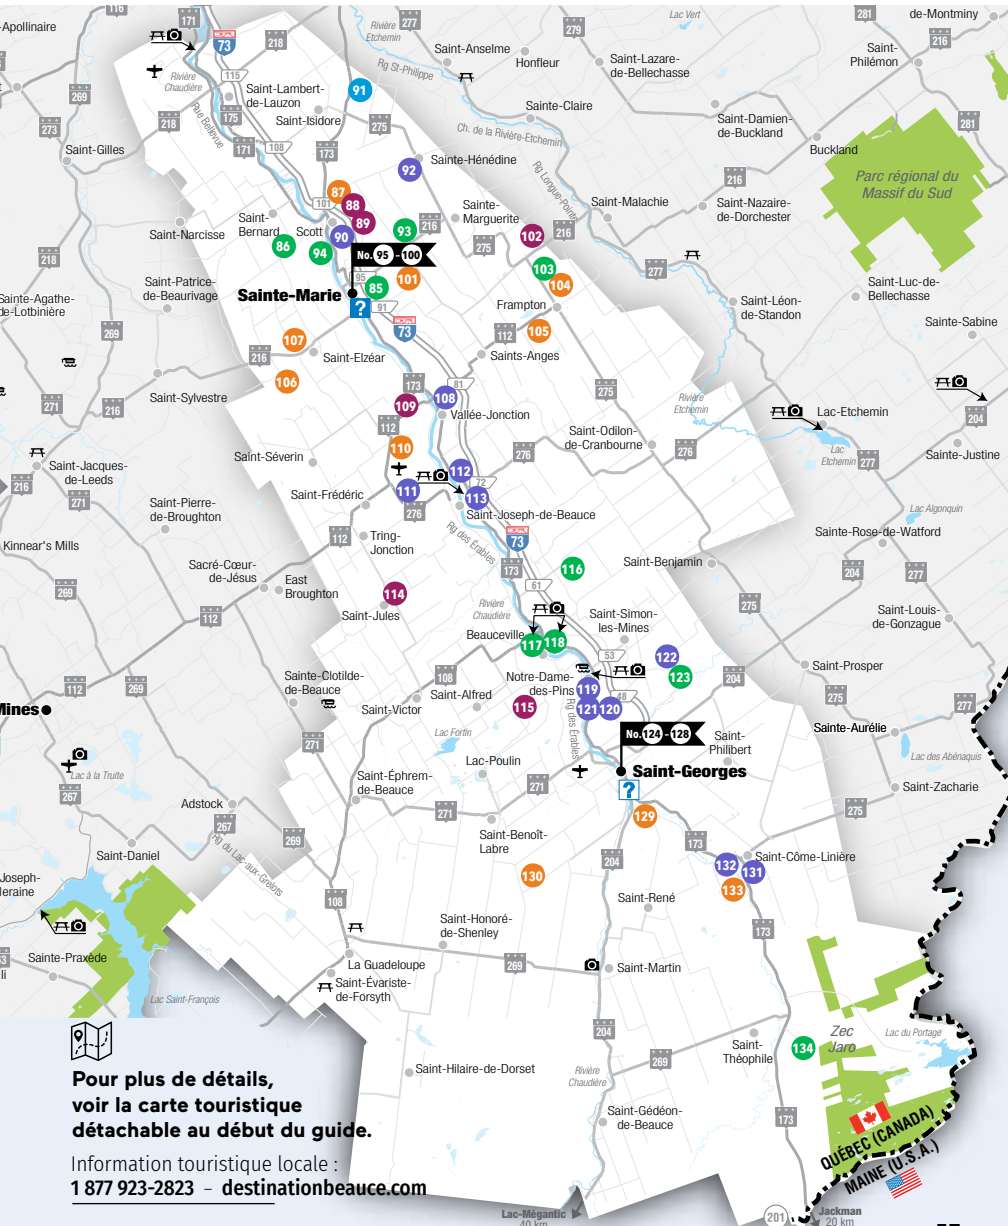 116
-Apollinaire
171
73
218
277
Rivière
Etchemin
279
Lac Vert
281
de-Montminy
216
Saint-Anselme
Honfleur
Saint-Lazare-
de-Bellechasse
Saint-
Philémon
Rg St-Philippe
Rivière
Chaudière
115
Saint-Lambert-
de-Lauzon
91
269
Sainte-Claire
175
Saint-Isidore
275
218
Rue Bellevue
Saint-Damien-
de-Buckland
281
273
171
108
173
Ch. de la Rivière-Etchemin
Buckland
Saint-Gilles
Sainte-Hénédine
92
Rg Longue-Pointe
216
Parc régional du
Massif du Sud
87
101
88
Sainte-
Marguerite
Saint-Malachie
Saint-Nazaire-
de-Dorchester
Saint-Narcisse
Saint-
Bernard
Scott
89
90
93
216
275
102
216
86
94
No. 95 - 100
218
277
103
104
101
95
85
Saint-Patrice-
de-Beaurivage
Sainte-Marie
91
?
73
Frampton
Saint-Luc-de-
Bellechasse
Sainte-Agathe-
de-Lotbinière
Saint-Léon-
de-Standon
Sainte-Sabine
269
107
112
105
216
Saint-Elzéar
Saints-Anges
106
173
81
108
275
Rivière
Etchemin
271
216
Saint-Sylvestre
109
Vallée-Jonction
Lac-Etchemin
204
112
Saint-Odilon-
de-Cranbourne
110
276
276
Lac
Etchemin
277
Sainte-Justine
Saint-Jacques-
de-Leeds
Saint-Séverin
112
72
216
271
Saint-Frédéric
111
113
276
Saint-Joseph-de-Beauce
Lac Algonquin
Saint-Pierre-
de-Broughton
Sainte-Rose-de-Watford
Kinnear's Mills
112
Tring-
Jonction
Rg des Érables
73
173
116
Saint-Benjamin
204
277
Sacré-Cœur-
de-Jésus
East
Broughton
61
269
114
Saint-Jules
Rivière
Chaudière
275
Saint-Louis-
de-Gonzague
112
Saint-Simon-
les-Mines
Beauceville
117
118
53
122
Saint-Prosper
108
Notre-Dame-
des-Pins
123
204
112
269
Sainte-Clotilde-
de-Beauce
Saint-Alfred
119
48
275
277
Mines
Saint-Victor
115
121
120
Rg des Érables
Sainte-Aurélie
271
Lac Fortin
No. 124 - 128
Saint-
Philibert
Lac des Abénaquis
Lac-Poulin
Saint-Georges
Lac à la Truite
Saint-Éphrem-
de-Beauce
271
?
Saint-Zacharie
267
Adstock
271
129
275
267
269
Saint-Benoît-
Labre
173
Saint-Daniel
Rg du Lac-aux-Grelots
204
132
131
Saint-Côme-Linière
130
133
Joseph-
leraine
108
Saint-René
Saint-Honoré-
de-Shenley
173
Sainte-Praxède
La Guadeloupe
269
Saint-Martin
Saint-Évariste-
de-Forsyth
Lac Saint-François
204
Saint-
Théophile
134
Zec
Jaro
Lac du Portage
269
Saint-Hilaire-de-Dorset
Rivière
Chaudière
Saint-Gédéon-
de-Beauce
173
QUÉBEC (CANADA)
MAINE (U.S.A.)
201
Jackman
20 km
Lac-Mégantic
40 km
Pour plus de détails,
voir la carte touristique
détachable au début du guide.
Information touristique locale :
1 877 923-2823 – destinationbeauce.com